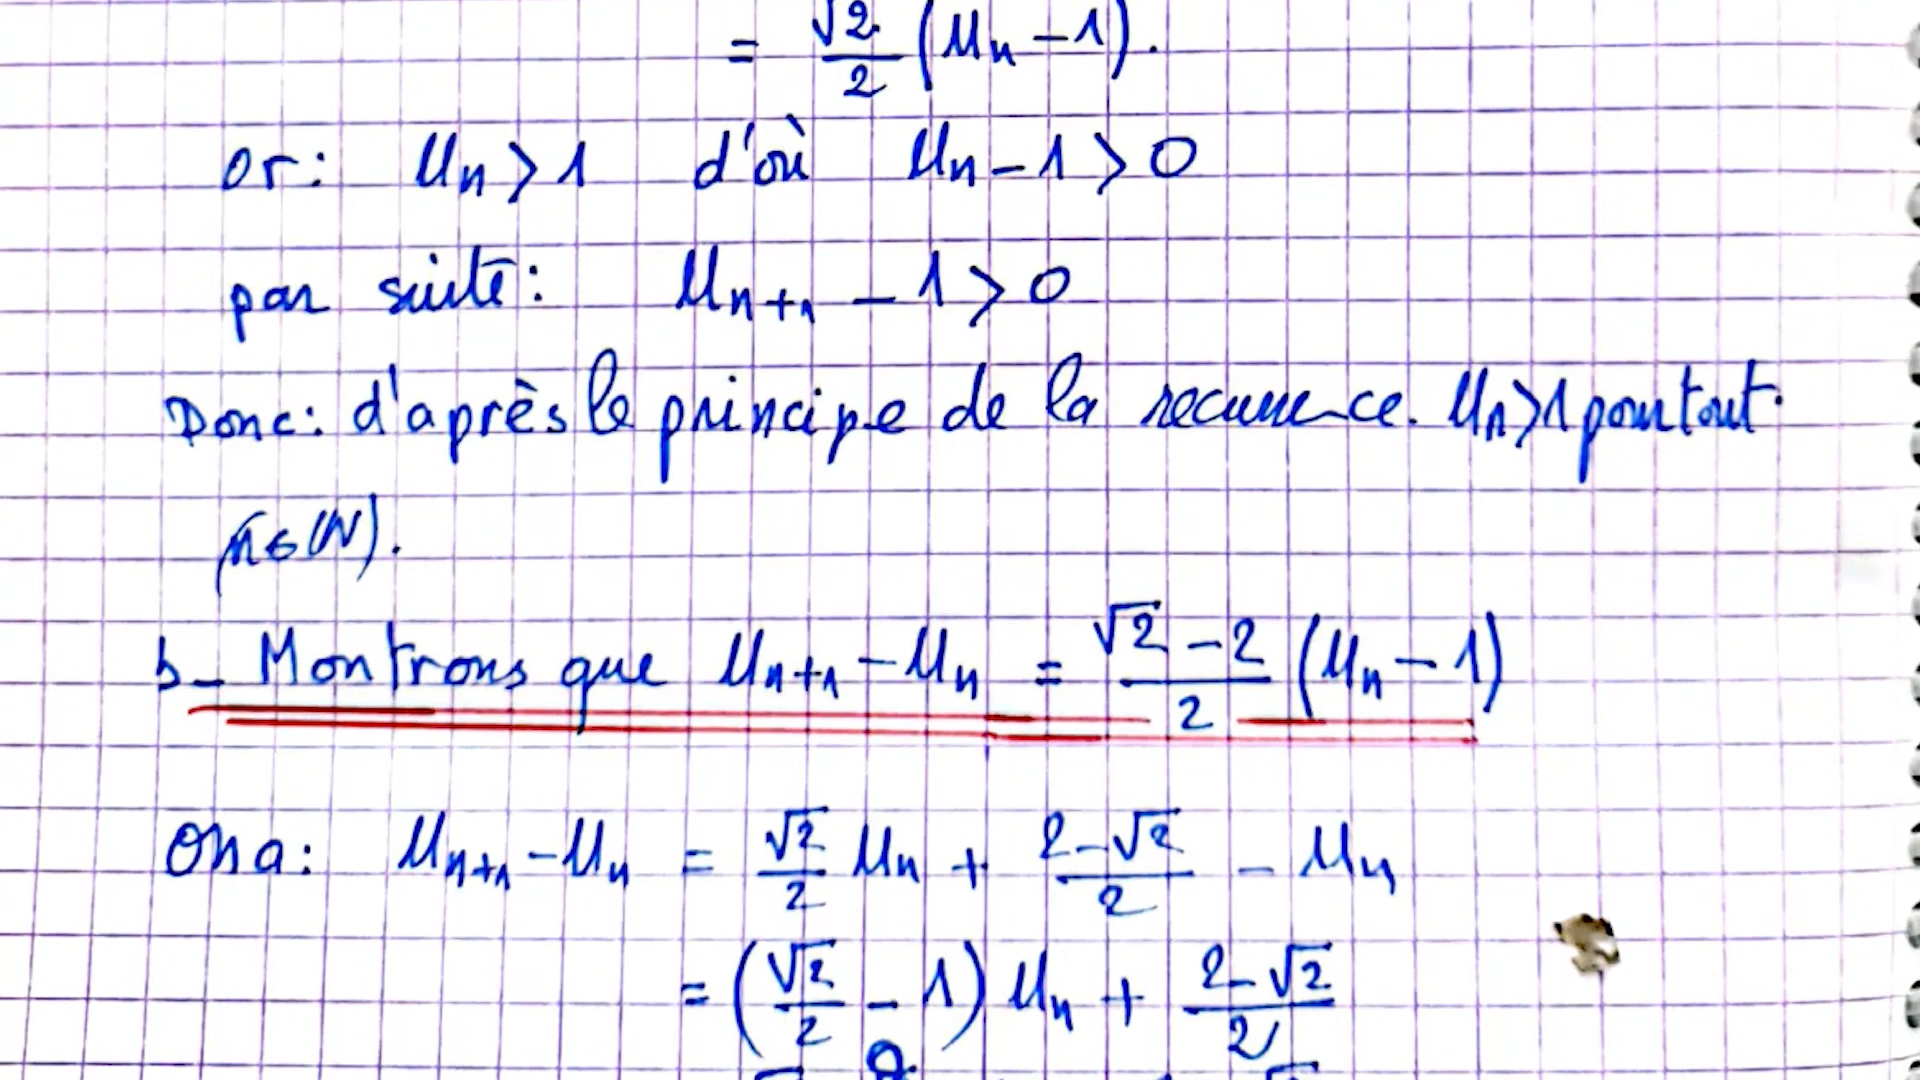 = √2/2 (Un - 1).
or: Un > 1 d'où Un - 1 > 0
par suite: Un+1 - 1 > 0
Donc: d'après le principe de la recurrence. Un > 1 pour tout
n∈ℕ.
b- Montrons que Un+1 - Un = (√2 - 2)/2 (Un - 1)
On a: Un+1 - Un = √2/2 Un + (2 - √2)/2 - Un
= (√2/2 - 1) Un + (2 - √2)/2